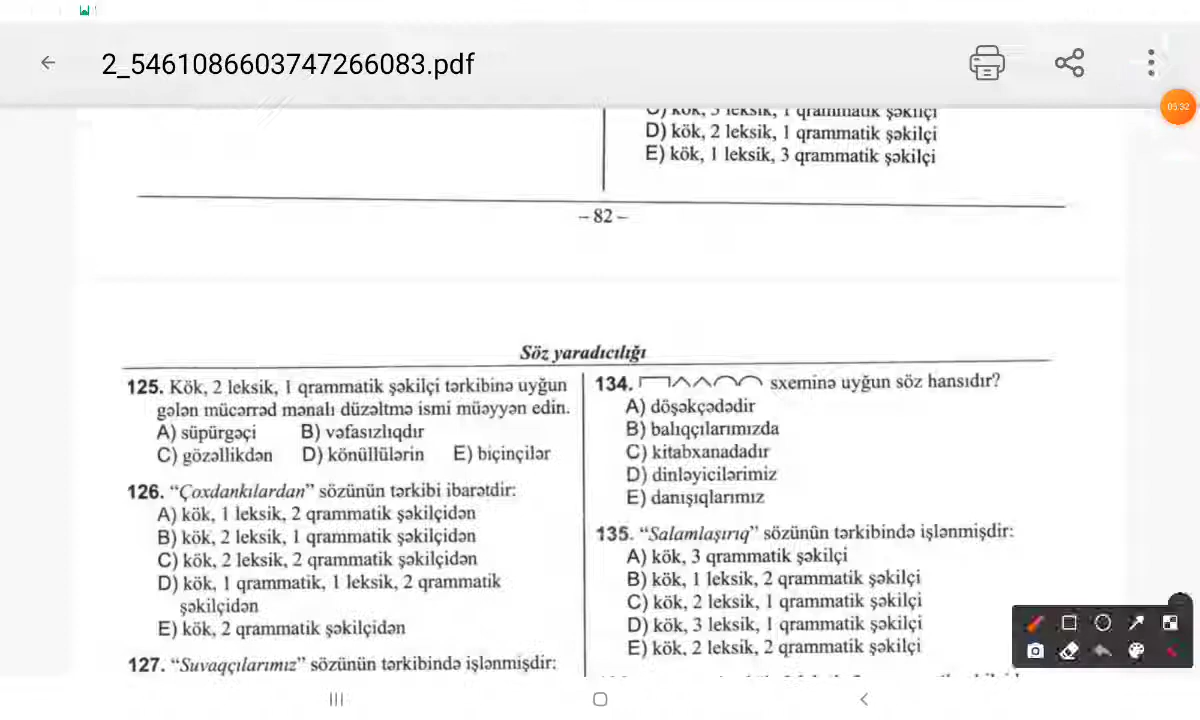 2_5461086603747266083.pdf
05:32
C) kök, 3 leksik, 1 qrammatik şəkilçi
D) kök, 2 leksik, 1 qrammatik şəkilçi
E) kök, 1 leksik, 3 qrammatik şəkilçi
– 82 –
Söz yaradıcılığı
125. Kök, 2 leksik, 1 qrammatik şəkilçi tərkibinə uyğun
gələn mücərrəd mənalı düzəltmə ismi müəyyən edin.
A) süpürgəçi B) vəfasızlıqdır
C) gözəllikdən D) könüllülərin E) biçinçilər
126. “Çoxdankılardan” sözünün tərkibi ibarətdir:
A) kök, 1 leksik, 2 qrammatik şəkilçidən
B) kök, 2 leksik, 1 qrammatik şəkilçidən
C) kök, 2 leksik, 2 qrammatik şəkilçidən
D) kök, 1 qrammatik, 1 leksik, 2 qrammatik
şəkilçidən
E) kök, 2 qrammatik şəkilçidən
127. “Suvaqçılarımız” sözünün tərkibində işlənmişdir:
134. sxeminə uyğun söz hansıdır?
A) döşəkçədədir
B) balıqçılarımızda
C) kitabxanadadır
D) dinləyicilərimiz
E) danışıqlarımız
135. “Salamlaşırıq” sözünün tərkibində işlənmişdir:
A) kök, 3 qrammatik şəkilçi
B) kök, 1 leksik, 2 qrammatik şəkilçi
C) kök, 2 leksik, 1 qrammatik şəkilçi
D) kök, 3 leksik, 1 qrammatik şəkilçi
E) kök, 2 leksik, 2 qrammatik şəkilçi